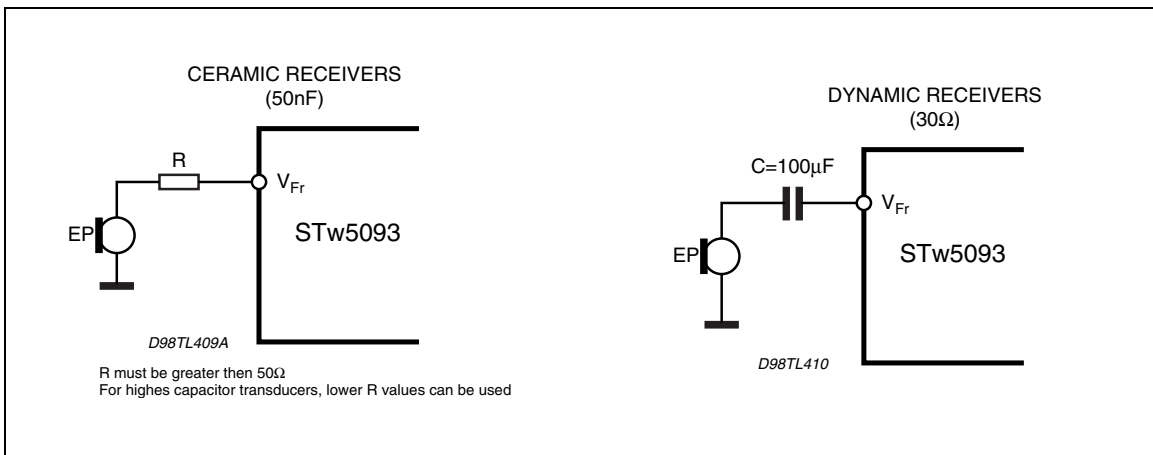 CERAMIC RECEIVERS
(50nF)
R
V_Fr
EP
STw5093
D98TL409A
R must be greater then 50Ω
For highes capacitor transducers, lower R values can be used
DYNAMIC RECEIVERS
(30Ω)
C=100μF
V_Fr
EP
STw5093
D98TL410